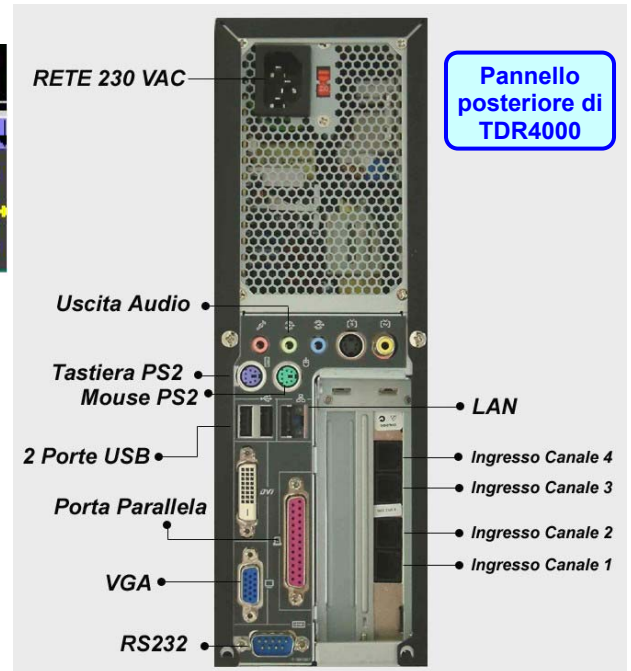 RETE 230 VAC
Pannello
posteriore di
TDR4000
Uscita Audio
Tastiera PS2
Mouse PS2
LAN
2 Porte USB
Ingresso Canale 4
Ingresso Canale 3
Porta Parallela
Ingresso Canale 2
Ingresso Canale 1
VGA
RS232